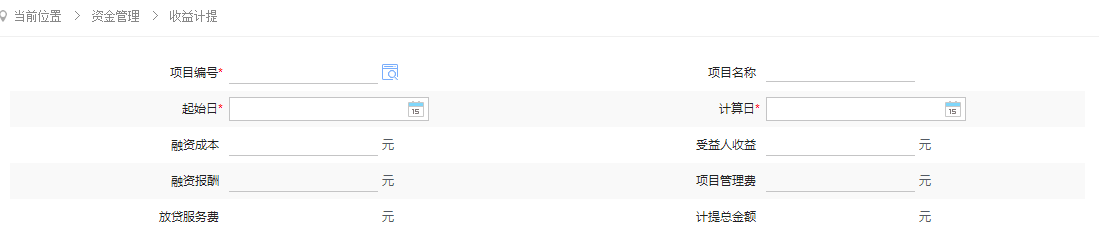 当前位置 > 资金管理 > 收益计提
项目编号* 项目名称
起始日* 15 计算日* 15
融资成本 元 受益人收益 元
融资报酬 元 项目管理费 元
放贷服务费 元 计提总金额 元